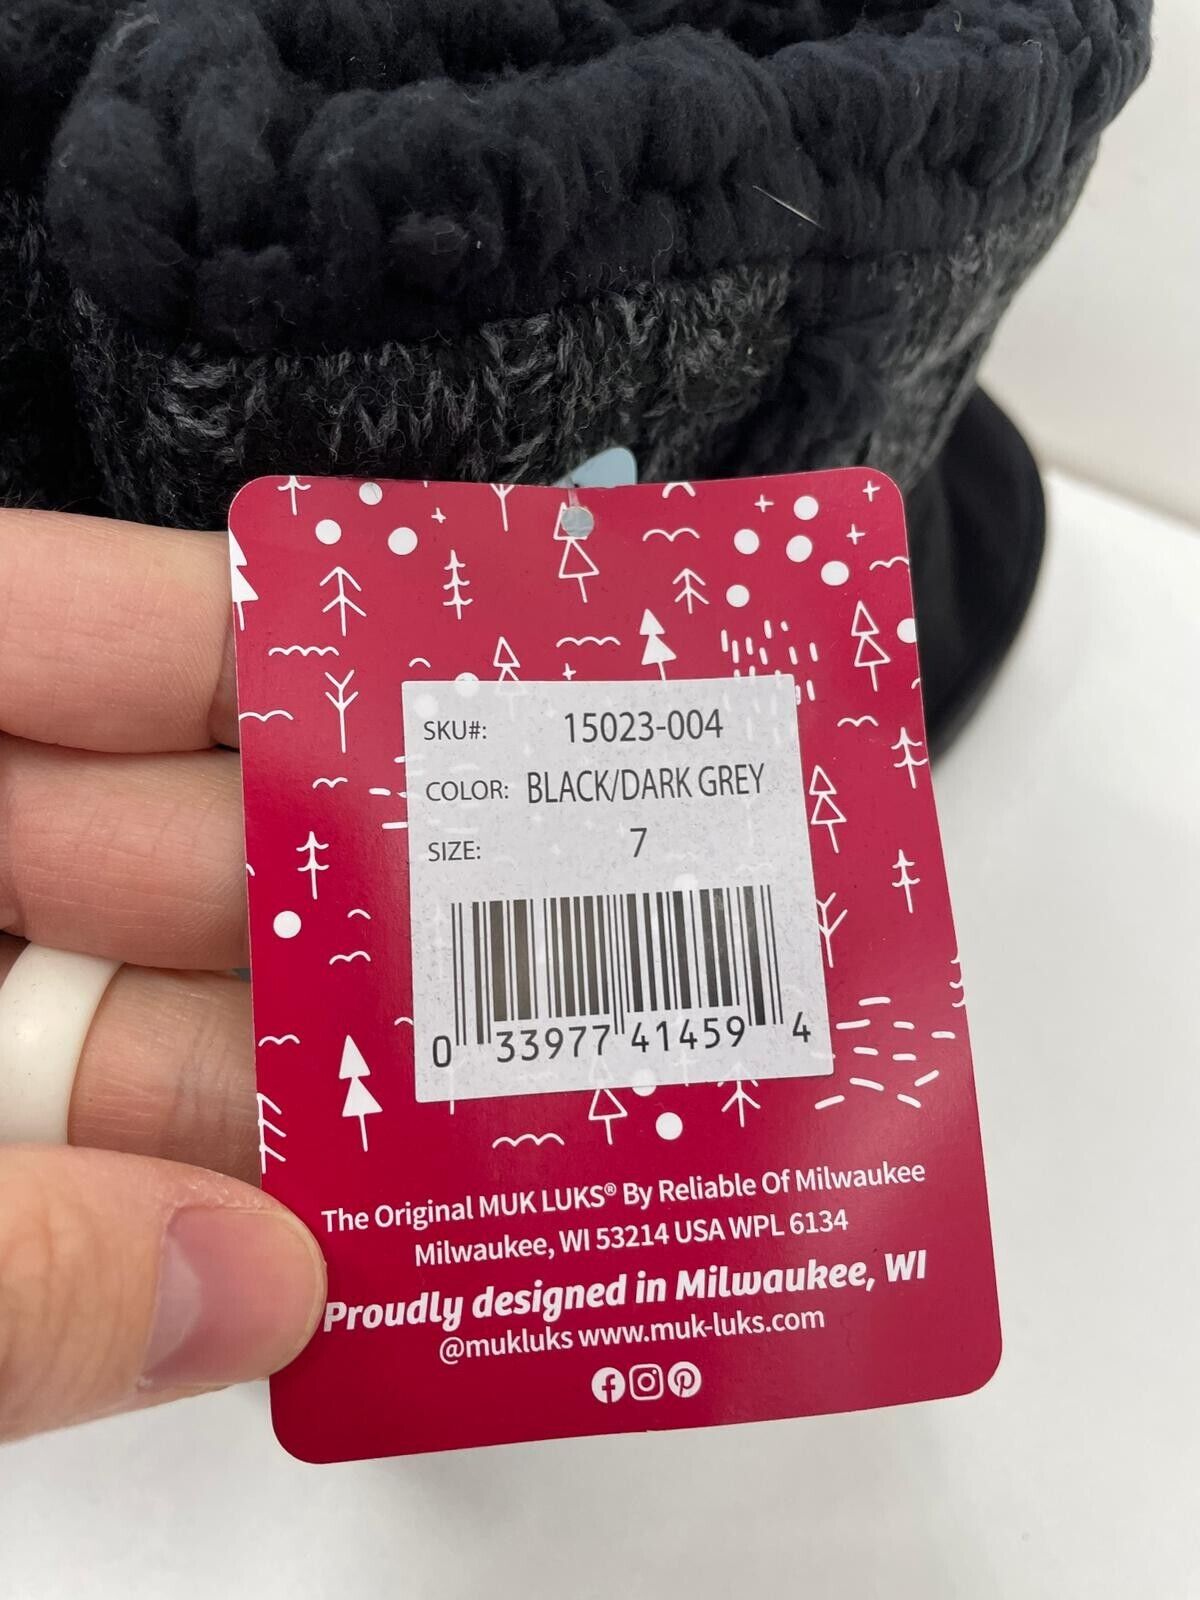 SKU#: 15023-004
COLOR: BLACK/DARK GREY
SIZE: 7
0 33977 41459 4
The Original MUK LUKS® By Reliable Of Milwaukee
Milwaukee, WI 53214 USA WPL 6134
Proudly designed in Milwaukee, WI
@mukluks www.muk-luks.com